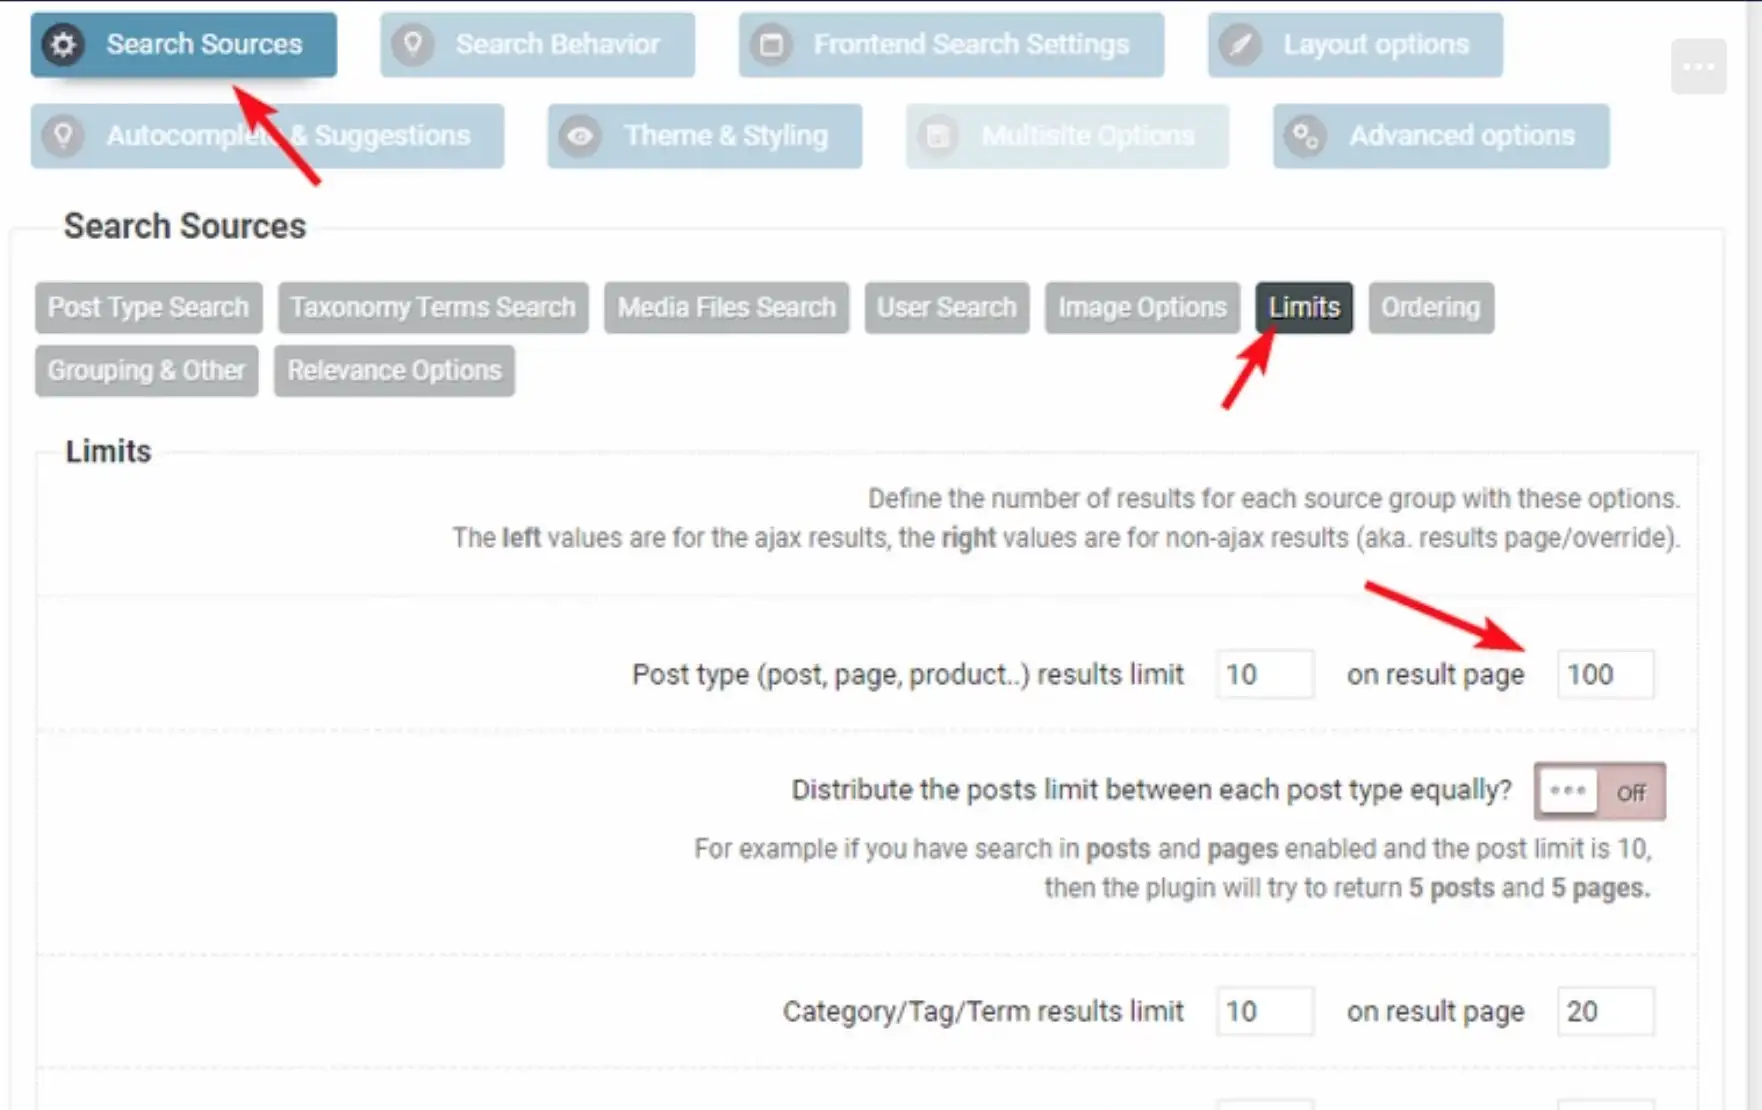 Search Sources
Search Behavior
Frontend Search Settings
Layout options
Autocomplete & Suggestions
Theme & Styling
Multisite Options
Advanced options
Search Sources
Post Type Search
Taxonomy Terms Search
Media Files Search
User Search
Image Options
Limits
Ordering
Grouping & Other
Relevance Options
Limits
Define the number of results for each source group with these options.
The left values are for the ajax results, the right values are for non-ajax results (aka. results page/override).
Post type (post, page, product..) results limit 10 on result page 100
Distribute the posts limit between each post type equally? Off
For example if you have search in posts and pages enabled and the post limit is 10,
then the plugin will try to return 5 posts and 5 pages.
Category/Tag/Term results limit 10 on result page 20